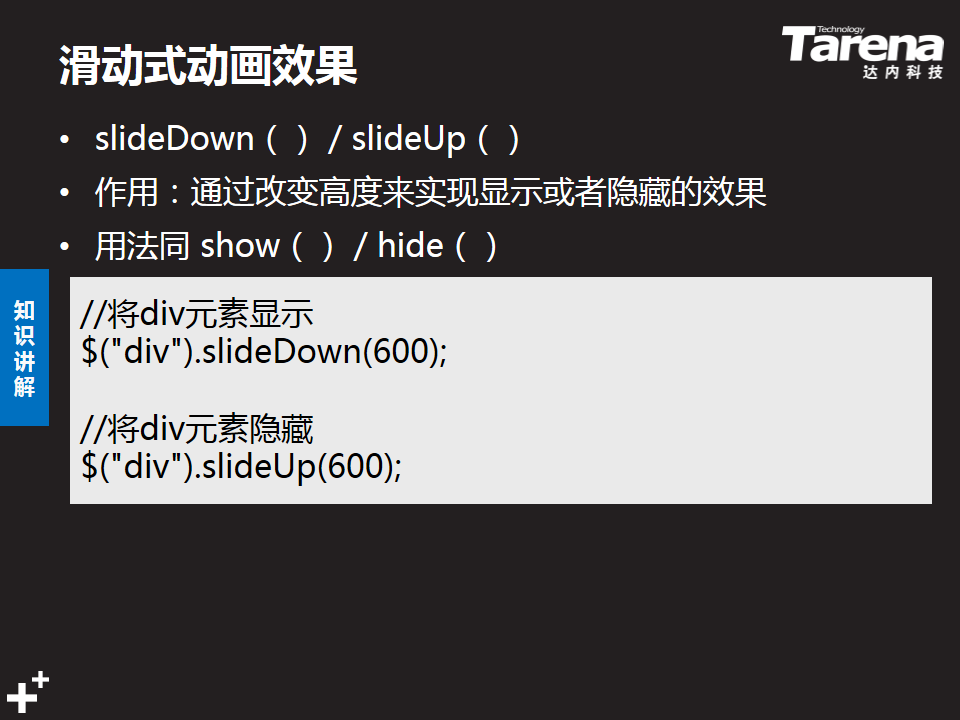 滑动式动画效果
Technology
Tarena
达内科技
• slideDown（ ） / slideUp（ ）
• 作用：通过改变高度来实现显示或者隐藏的效果
• 用法同 show（ ） / hide（ ）
知识讲解
//将div元素显示
$("div").slideDown(600);
//将div元素隐藏
$("div").slideUp(600);